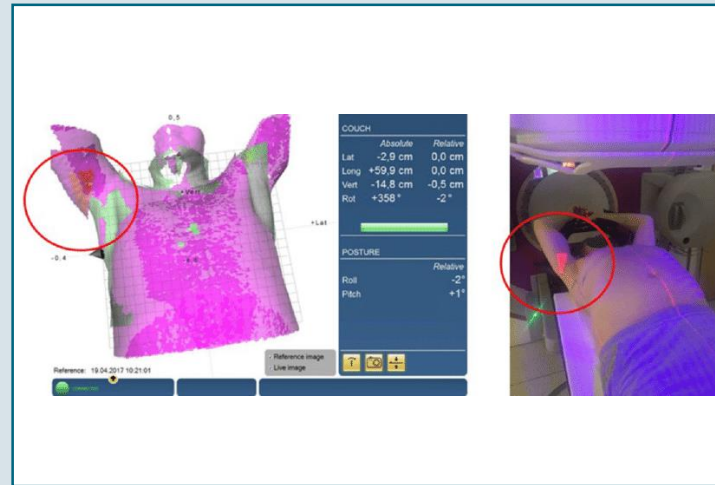 0,5
+Lat
-0.4
COUCH
Absolute Relative
Lat -2,9 cm 0,0 cm
Long +59,9 cm 0,0 cm
Vert -14,8 cm -0,5 cm
Rot +358 ° -2°
POSTURE
Relative
Roll -2°
Pitch +1°
Reference image
Live image
Reference: 19.04.2017 10:21:01
CONNECTED